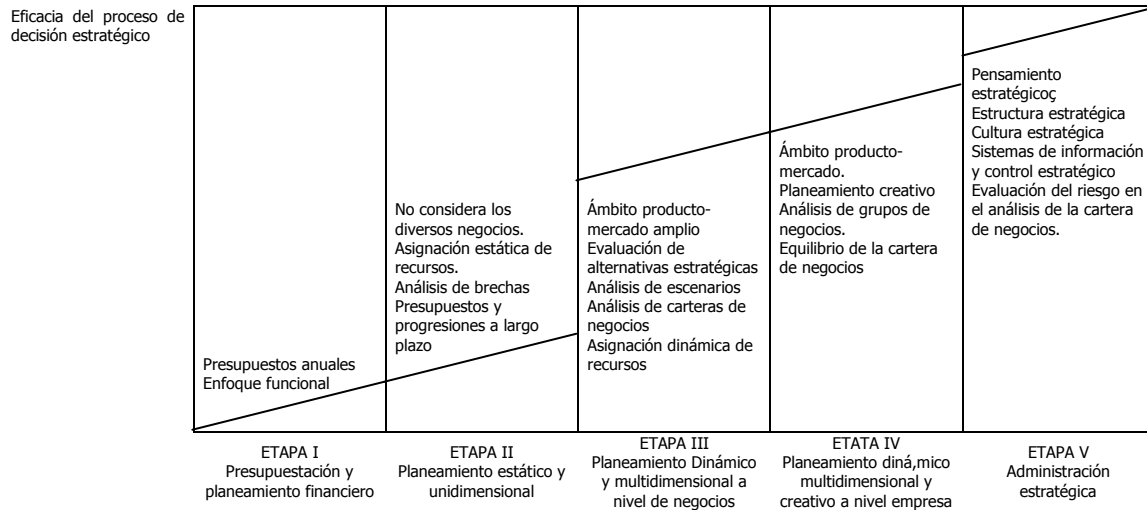 Eficacia del proceso de
decisión estratégico
Presupuestos anuales
Enfoque funcional
No considera los
diversos negocios.
Asignación estática de
recursos.
Análisis de brechas
Presupuestos y
progresiones a largo
plazo
Ámbito producto-
mercado amplio
Evaluación de
alternativas estratégicas
Análisis de escenarios
Análisis de carteras de
negocios
Asignación dinámica de
recursos
Ámbito producto-
mercado.
Planeamiento creativo
Análisis de grupos de
negocios.
Equilibrio de la cartera
de negocios
Pensamiento
estratégicoç
Estructura estratégica
Cultura estratégica
Sistemas de información
y control estratégico
Evaluación del riesgo en
el análisis de la cartera
de negocios.
ETAPA I
Presupuestación y
planeamiento financiero
ETAPA II
Planeamiento estático y
unidimensional
ETAPA III
Planeamiento Dinámico
y multidimensional a
nivel de negocios
ETATA IV
Planeamiento diná,mico
multidimensional y
creativo a nivel empresa
ETAPA V
Administración
estratégica